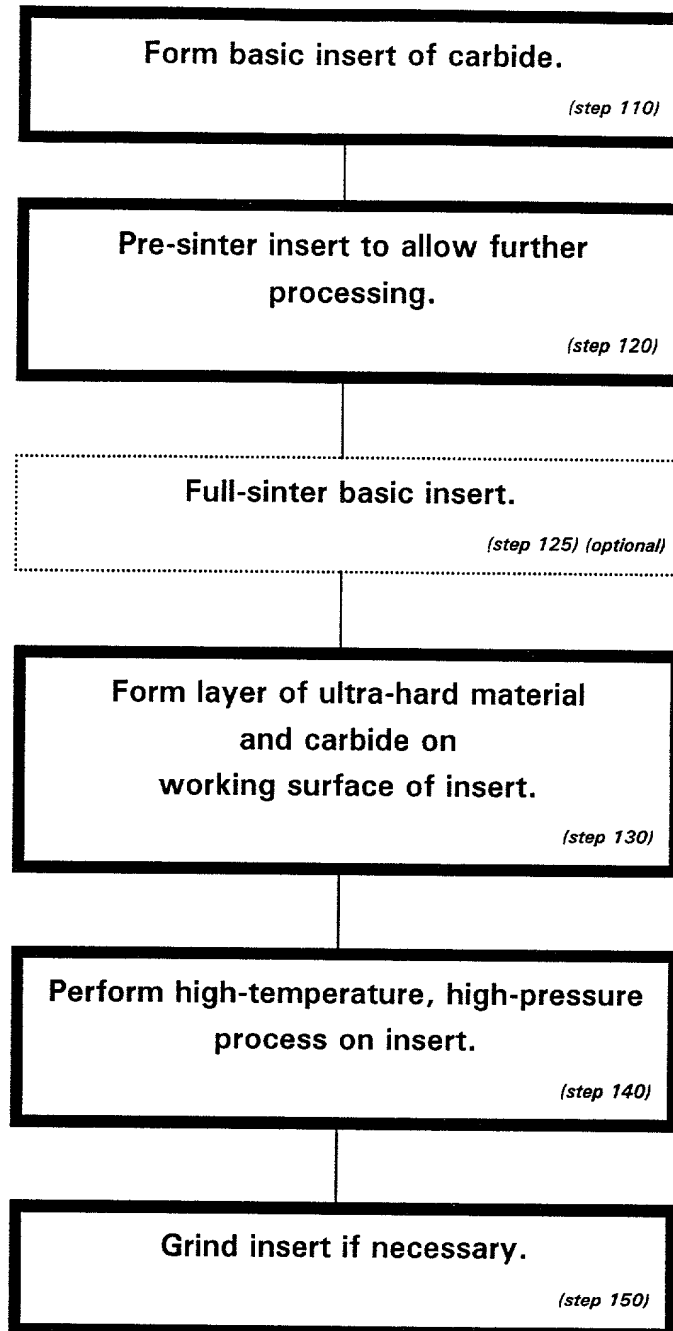 Form basic insert of carbide.
(step 110)
Pre-sinter insert to allow further
processing.
(step 120)
Full-sinter basic insert.
(step 125) (optional)
Form layer of ultra-hard material
and carbide on
working surface of insert.
(step 130)
Perform high-temperature, high-pressure
process on insert.
(step 140)
Grind insert if necessary.
(step 150)